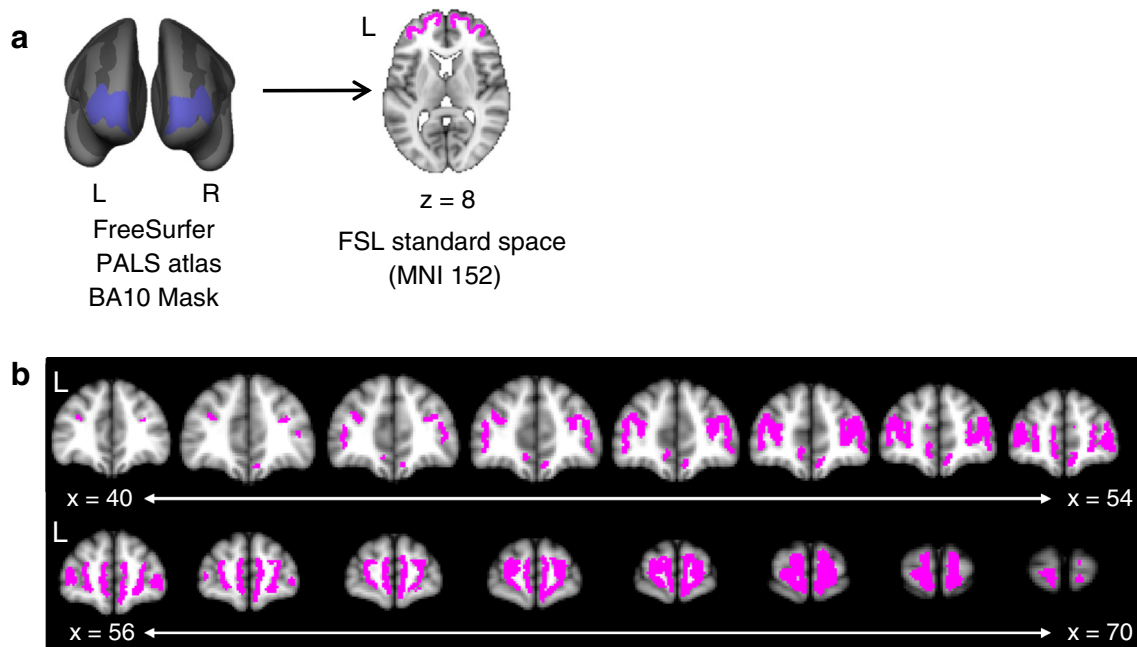 a
L
L R
FreeSurfer
PALS atlas
BA10 Mask
z = 8
FSL standard space
(MNI 152)
b
L
x = 40 x = 54
L
x = 56 x = 70